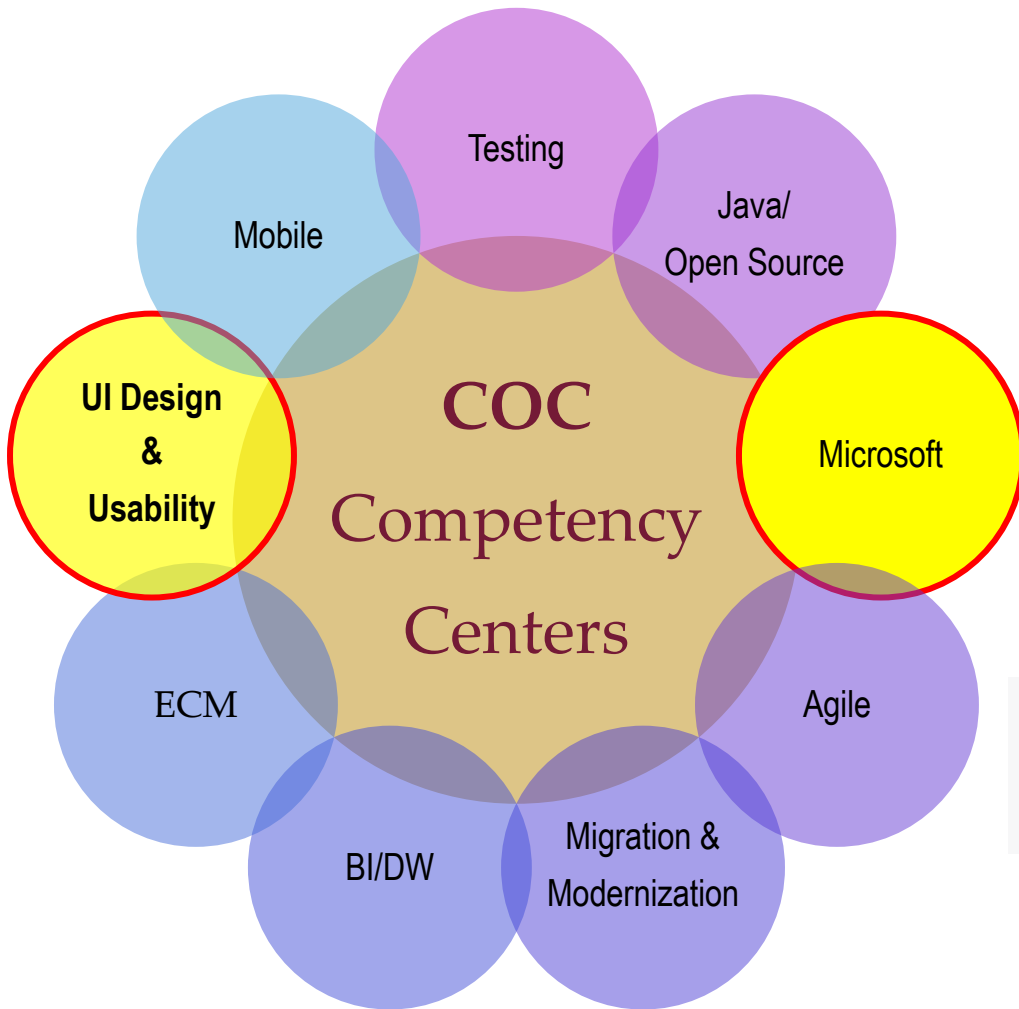 Testing
Java/
Open Source
Mobile
UI Design
&
Usability
COC
Competency
Centers
Microsoft
ECM
Agile
BI/DW
Migration &
Modernization